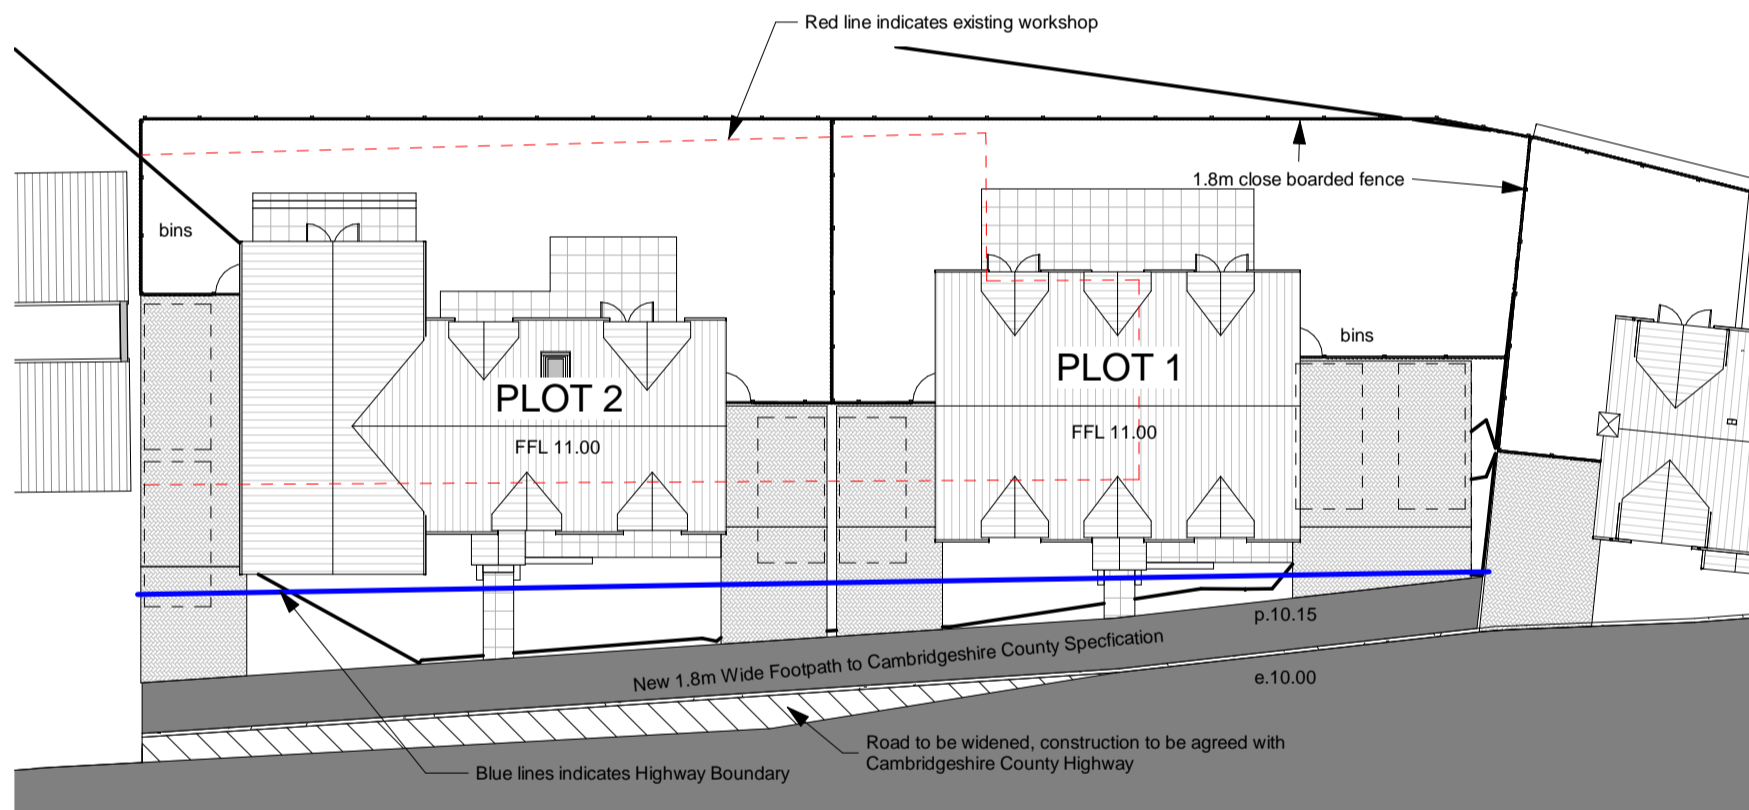 Red line indicates existing workshop
1.8m close boarded fence
bins
bins
PLOT 1
PLOT 2
FFL 11.00
FFL 11.00
p.10.15
New 1.8m Wide Footpath to Cambridgeshire County Specfication
e.10.00
Road to be widened, construction to be agreed with
Cambridgeshire County Highway
Blue lines indicates Highway Boundary